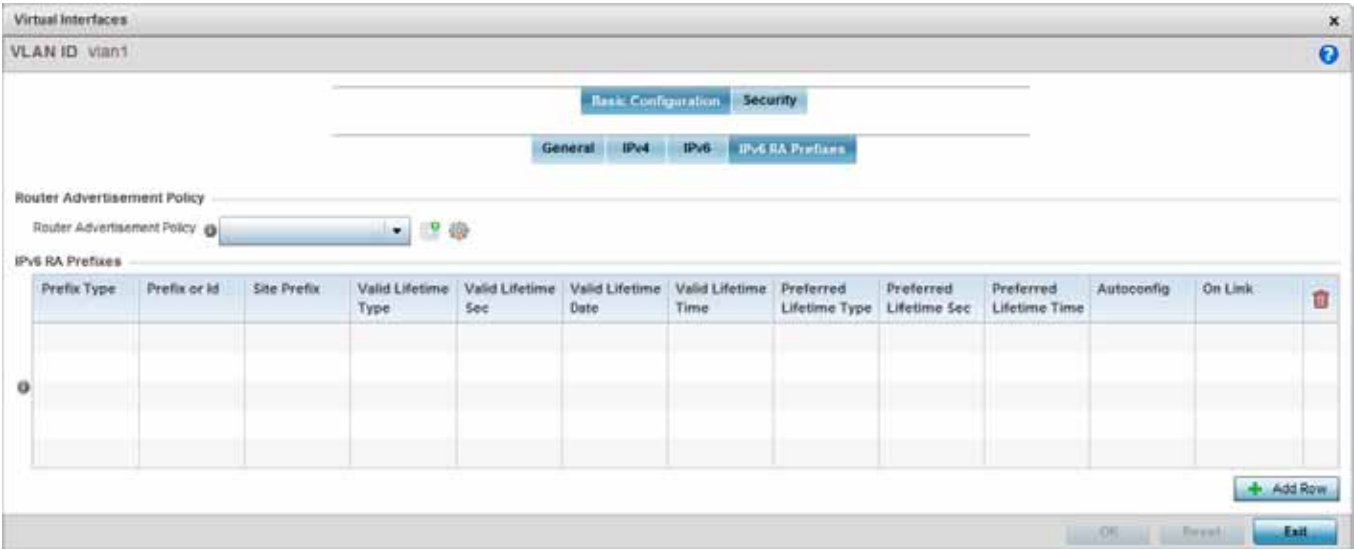 Virtual Interfaces
VLAN ID vlan1
Basic Configuration Security
General IPv4 IPv6 IPv6 RA Prefixes
Router Advertisement Policy
Router Advertisement Policy
IPv6 RA Prefixes
Prefix Type Prefix or Id Site Prefix Valid Lifetime Type Valid Lifetime Sec Valid Lifetime Date Valid Lifetime Time Preferred Lifetime Type Preferred Lifetime Sec Preferred Lifetime Time Autoconfig On Link
Add Row
OK Reset Exit